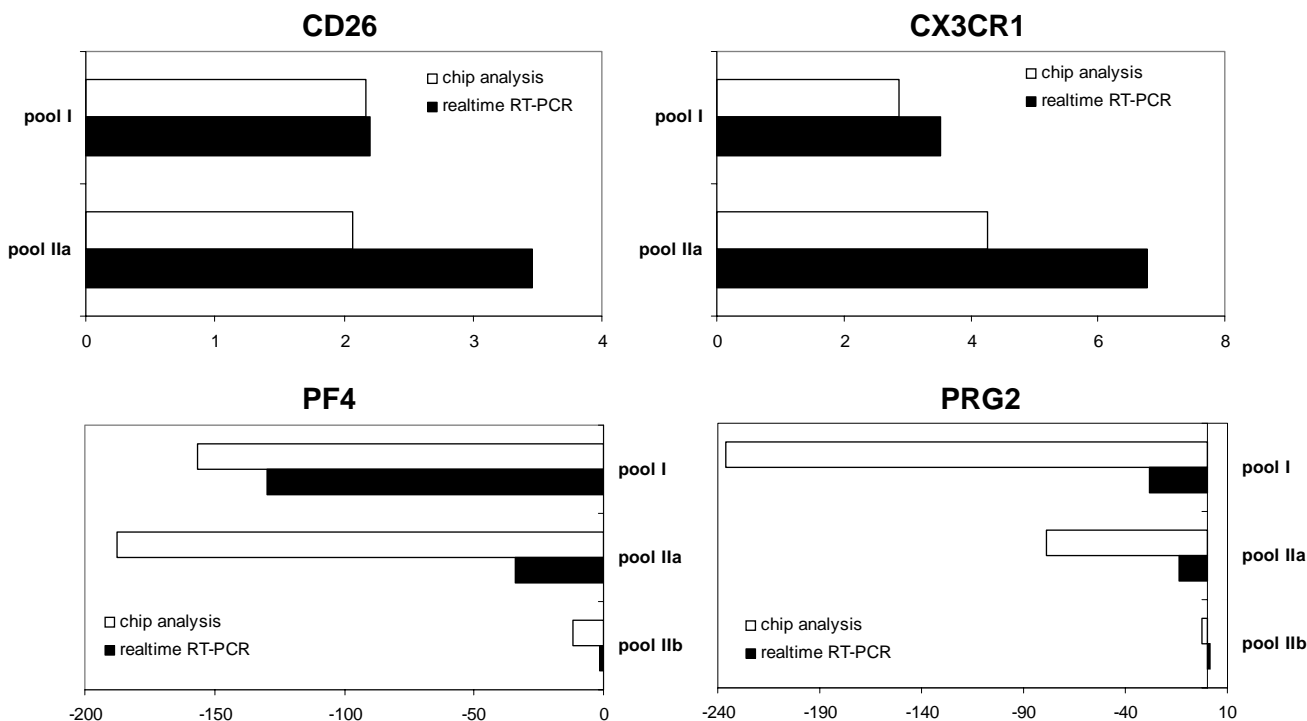 CD26
chip analysis
realtime RT-PCR
pool I
pool IIa
0 1 2 3 4
CX3CR1
chip analysis
realtime RT-PCR
pool I
pool IIa
0 2 4 6 8
PF4
pool I
pool IIa
pool IIb
chip analysis
realtime RT-PCR
-200 -150 -100 -50 0
PRG2
pool I
pool IIa
pool IIb
chip analysis
realtime RT-PCR
-240 -190 -140 -90 -40 10